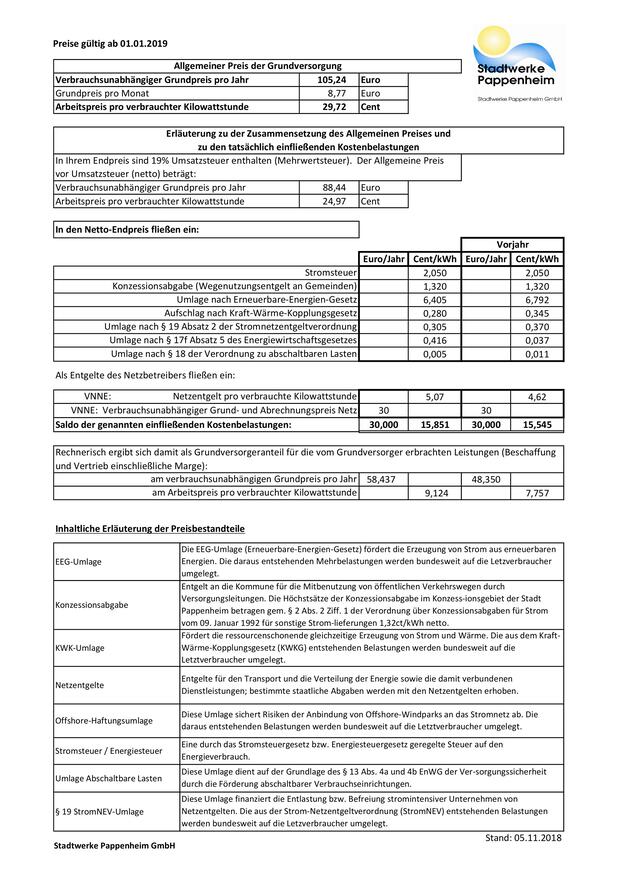 Preise gültig ab 01.01.2019
Stadtwerke
Pappenheim
Stadtwerke Pappenheim GmbH
Allgemeiner Preis der Grundversorgung
Verbrauchsunabhängiger Grundpreis pro Jahr 105,24 Euro
Grundpreis pro Monat 8,77 Euro
Arbeitspreis pro verbrauchter Kilowattstunde 29,72 Cent
Erläuterung zu der Zusammensetzung des Allgemeinen Preises und
zu den tatsächlich einfließenden Kostenbelastungen
In Ihrem Endpreis sind 19% Umsatzsteuer enthalten (Mehrwertsteuer). Der Allgemeine Preis
vor Umsatzsteuer (netto) beträgt:
Verbrauchsunabhängiger Grundpreis pro Jahr 88,44 Euro
Arbeitspreis pro verbrauchter Kilowattstunde 24,97 Cent
In den Netto-Endpreis fließen ein:
Vorjahr
Euro/Jahr Cent/kWh Euro/Jahr Cent/kWh
Stromsteuer 2,050 2,050
Konzessionsabgabe (Wegenutzungsentgelt an Gemeinden) 1,320 1,320
Umlage nach Erneuerbare-Energien-Gesetz 6,405 6,792
Aufschlag nach Kraft-Wärme-Kopplungsgesetz 0,280 0,345
Umlage nach § 19 Absatz 2 der Stromnetzentgeltverordnung 0,305 0,370
Umlage nach § 17f Absatz 5 des Energiewirtschaftsgesetzes 0,416 0,037
Umlage nach § 18 der Verordnung zu abschaltbaren Lasten 0,005 0,011
Als Entgelte des Netzbetreibers fließen ein:
VNNE: Netzentgelt pro verbrauchte Kilowattstunde 5,07 4,62
VNNE: Verbrauchsunabhängiger Grund- und Abrechnungspreis Netz 30 30
Saldo der genannten einfließenden Kostenbelastungen: 30,000 15,851 30,000 15,545
Rechnerisch ergibt sich damit als Grundversorgeranteil für die vom Grundversorger erbrachten Leistungen (Beschaffung
und Vertrieb einschließliche Marge):
am verbrauchsunabhängigen Grundpreis pro Jahr 58,437 48,350
am Arbeitspreis pro verbrauchter Kilowattstunde 9,124 7,757
Inhaltliche Erläuterung der Preisbestandteile
EEG-Umlage
Die EEG-Umlage (Erneuerbare-Energien-Gesetz) fördert die Erzeugung von Strom aus erneuerbaren
Energien. Die daraus entstehenden Mehrbelastungen werden bundesweit auf die Letzverbraucher
umgelegt.
Konzessionsabgabe
Entgelt an die Kommune für die Mitbenutzung von öffentlichen Verkehrswegen durch
Versorgungsleitungen. Die Höchstsätze der Konzessionsabgabe im Konzess-ionsgebiet der Stadt
Pappenheim betragen gem. § 2 Abs. 2 Ziff. 1 der Verordnung über Konzessionsabgaben für Strom
vom 09. Januar 1992 für sonstige Strom-lieferungen 1,32ct/kWh netto.
KWK-Umlage
Fördert die ressourcenschonende gleichzeitige Erzeugung von Strom und Wärme. Die aus dem Kraft-
Wärme-Kopplungsgesetz (KWKG) entstehenden Belastungen werden bundesweit auf die
Letztverbraucher umgelegt.
Netzentgelte
Entgelte für den Transport und die Verteilung der Energie sowie die damit verbundenen
Dienstleistungen; bestimmte staatliche Abgaben werden mit den Netzentgelten erhoben.
Offshore-Haftungsumlage
Diese Umlage sichert Risiken der Anbindung von Offshore-Windparks an das Stromnetz ab. Die
daraus entstehenden Belastungen werden bundesweit auf die Letztverbraucher umgelegt.
Stromsteuer / Energiesteuer
Eine durch das Stromsteuergesetz bzw. Energiesteuergesetz geregelte Steuer auf den
Energieverbrauch.
Umlage Abschaltbare Lasten
Diese Umlage dient auf der Grundlage des § 13 Abs. 4a und 4b EnWG der Ver-sorgungssicherheit
durch die Förderung abschaltbarer Verbrauchseinrichtungen.
§ 19 StromNEV-Umlage
Diese Umlage finanziert die Entlastung bzw. Befreiung stromintensiver Unternehmen von
Netzentgelten. Die aus der Strom-Netzentgeltverordnung (StromNEV) entstehenden Belastungen
werden bundesweit auf die Letzverbraucher umgelegt.
Stand: 05.11.2018
Stadtwerke Pappenheim GmbH